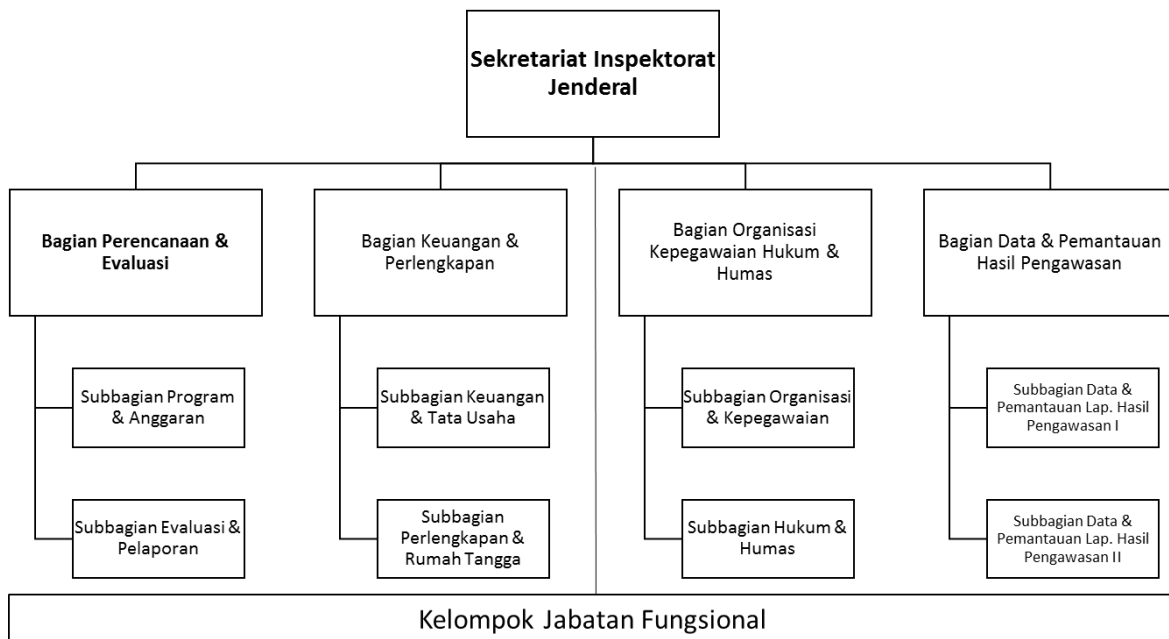 Sekretariat Inspektorat
Jenderal
Bagian Perencanaan &
Evaluasi
Bagian Keuangan &
Perlengkapan
Bagian Organisasi
Kepegawaian Hukum &
Humas
Bagian Data & Pemantauan
Hasil Pengawasan
Subbagian Program
& Anggaran
Subbagian Keuangan
& Tata Usaha
Subbagian Organisasi
& Kepegawaian
Subbagian Data &
Pemantauan Lap. Hasil
Pengawasan I
Subbagian Evaluasi &
Pelaporan
Subbagian
Perlengkapan &
Rumah Tangga
Subbagian Hukum &
Humas
Subbagian Data &
Pemantauan Lap. Hasil
Pengawasan II
Kelompok Jabatan Fungsional